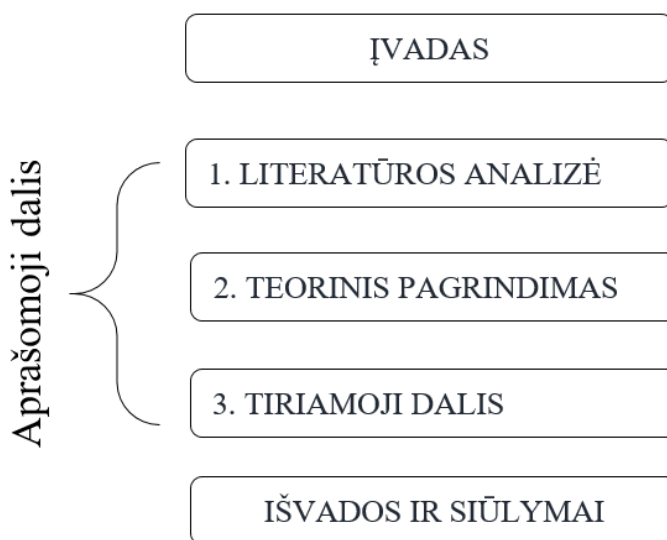 ĮVADAS
Aprašomoji dalis
1. LITERATŪROS ANALIZĖ
2. TEORINIS PAGRINDIMAS
3. TIRIAMOJI DALIS
IŠVADOS IR SIŪLYMAI